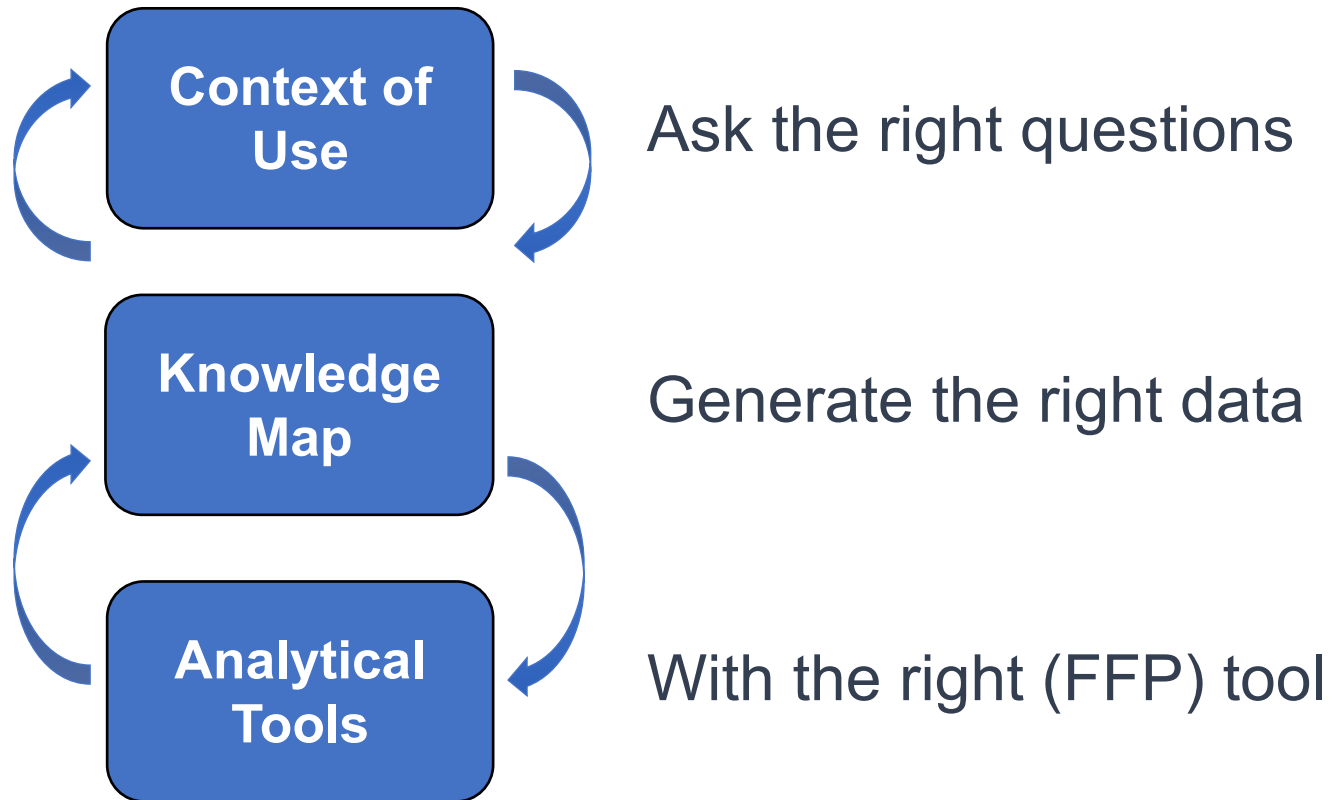 Context of
Use
Ask the right questions
Knowledge
Map
Generate the right data
Analytical
Tools
With the right (FFP) tool